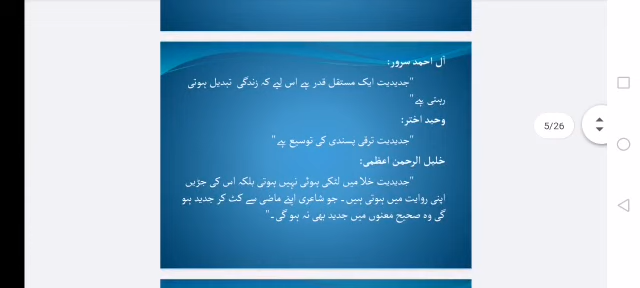 آل احمد سرور:
"جدیدیت ایک مستقل قدر ہے اس لیے کہ زندگی تبدیل ہوتی
رہتی ہے"
وحید اختر:
"جدیدیت ترقی پسندی کی توسیع ہے"
خلیل الرحمن اعظمی:
"جدیدیت خلا میں لٹکی ہوئی نہیں ہوتی بلکہ اس کی جڑیں
اپنی روایت میں ہوتی ہیں۔ جو شاعری اپنے ماضی سے کٹ کر جدید ہو
گی وہ صحیح معنوں میں جدید بھی نہ ہو گی۔"
5/26